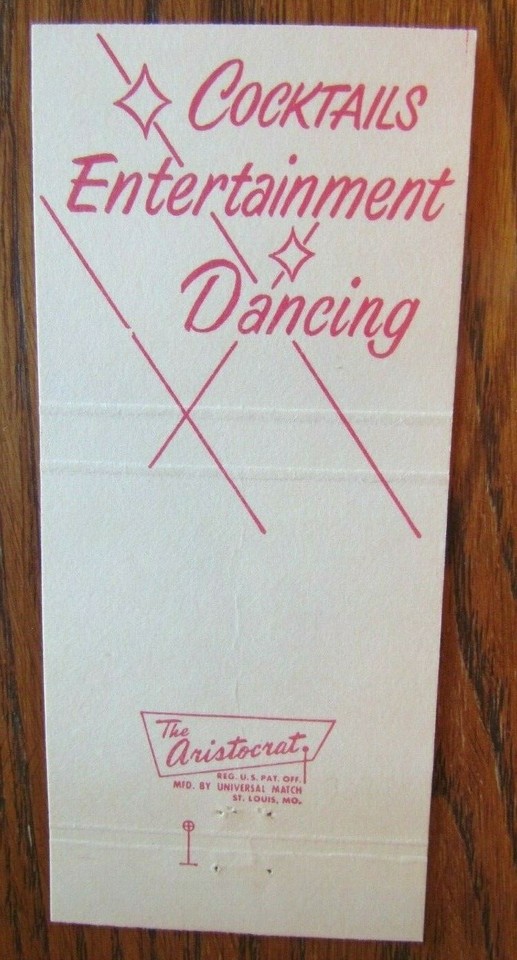 COCKTAILS
Entertainment
Dancing
The
Aristocrat
REG. U.S. PAT. OFF.
MFD. BY UNIVERSAL MATCH
ST. LOUIS, MO.